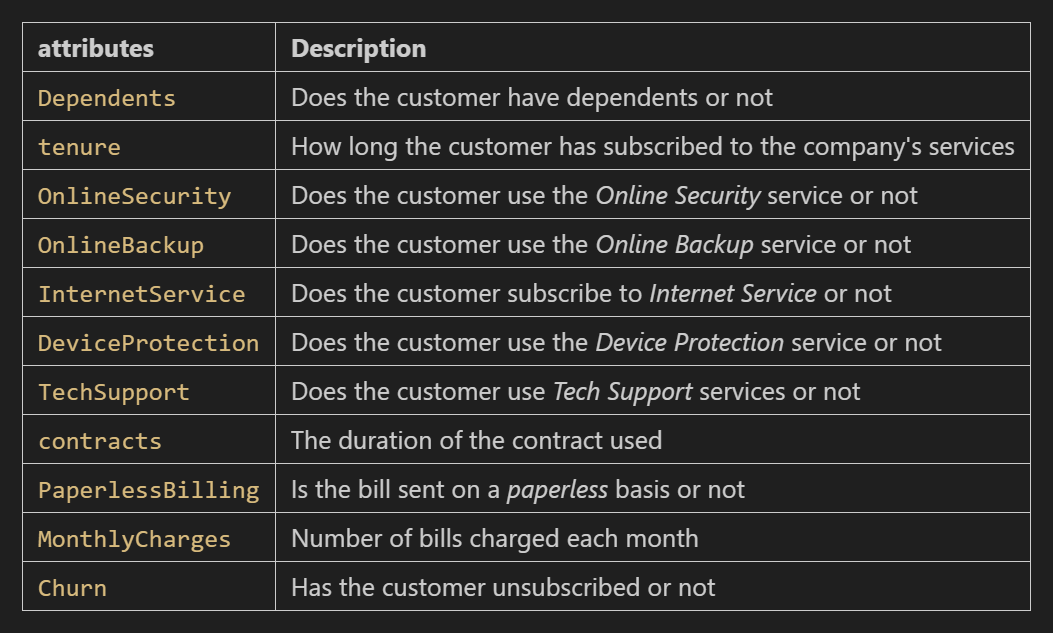 attributes Description
Dependents Does the customer have dependents or not
tenure How long the customer has subscribed to the company's services
OnlineSecurity Does the customer use the Online Security service or not
OnlineBackup Does the customer use the Online Backup service or not
InternetService Does the customer subscribe to Internet Service or not
DeviceProtection Does the customer use the Device Protection service or not
TechSupport Does the customer use Tech Support services or not
contracts The duration of the contract used
PaperlessBilling Is the bill sent on a paperless basis or not
MonthlyCharges Number of bills charged each month
Churn Has the customer unsubscribed or not